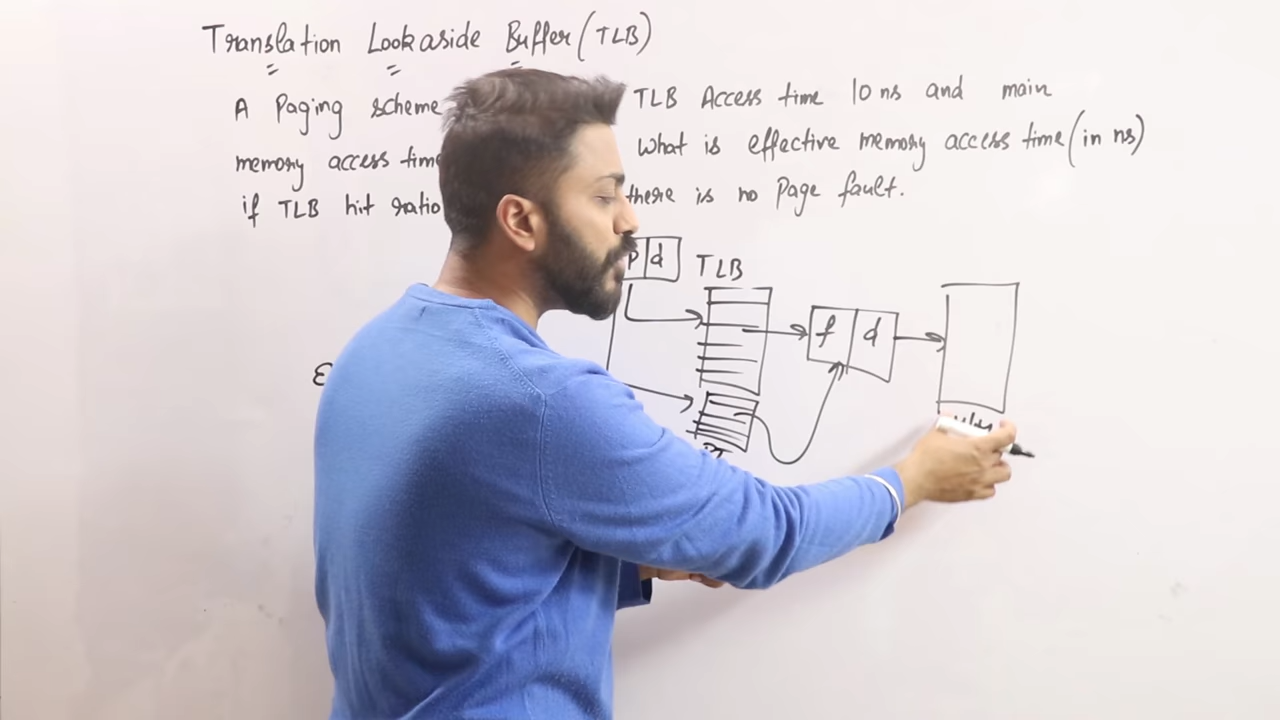 Translation Lookaside Buffer (TLB)
A Paging scheme TLB Access time 10 ns and main
memory access time What is effective memory access time (in ns)
if TLB hit ratio there is no Page fault.
P d TLB
f d